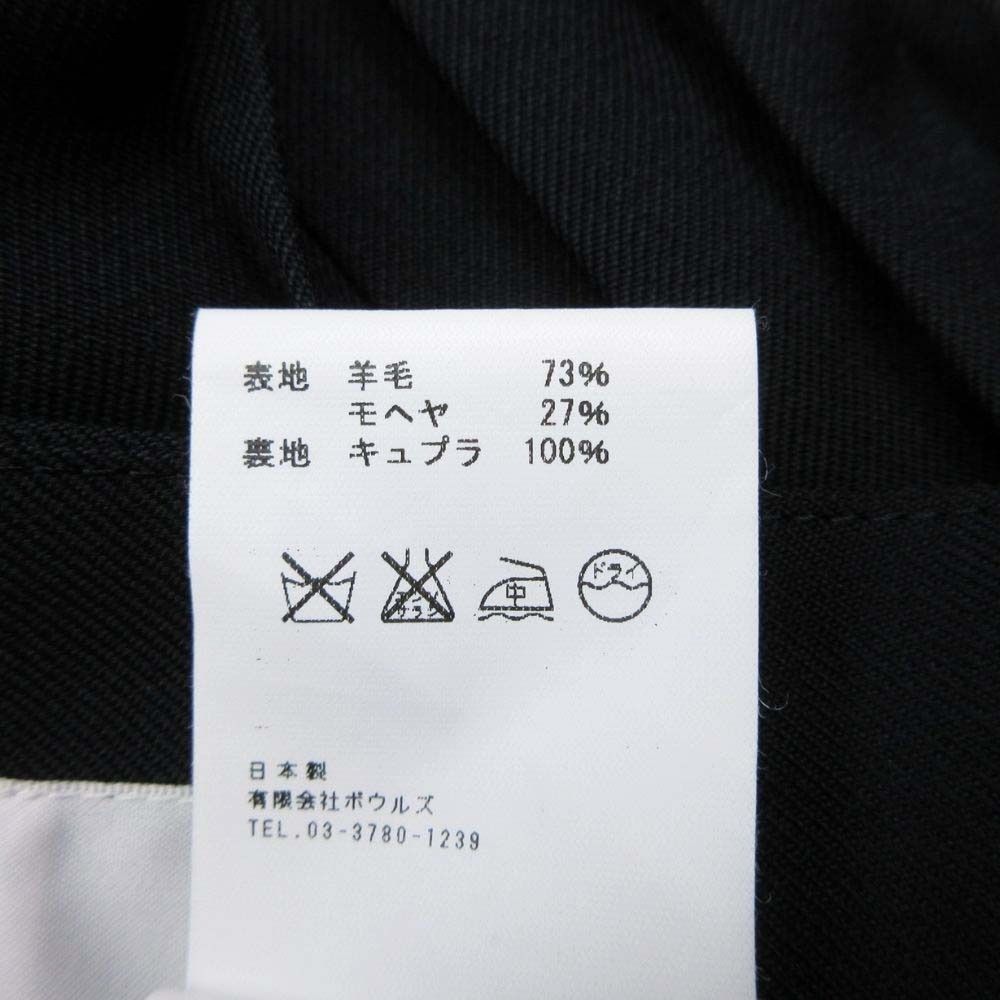 表地 羊毛 73%
モヘヤ 27%
裏地 キュプラ 100%
中
ドライ
日本製
有限会社ボウルズ
TEL.03-3780-1239